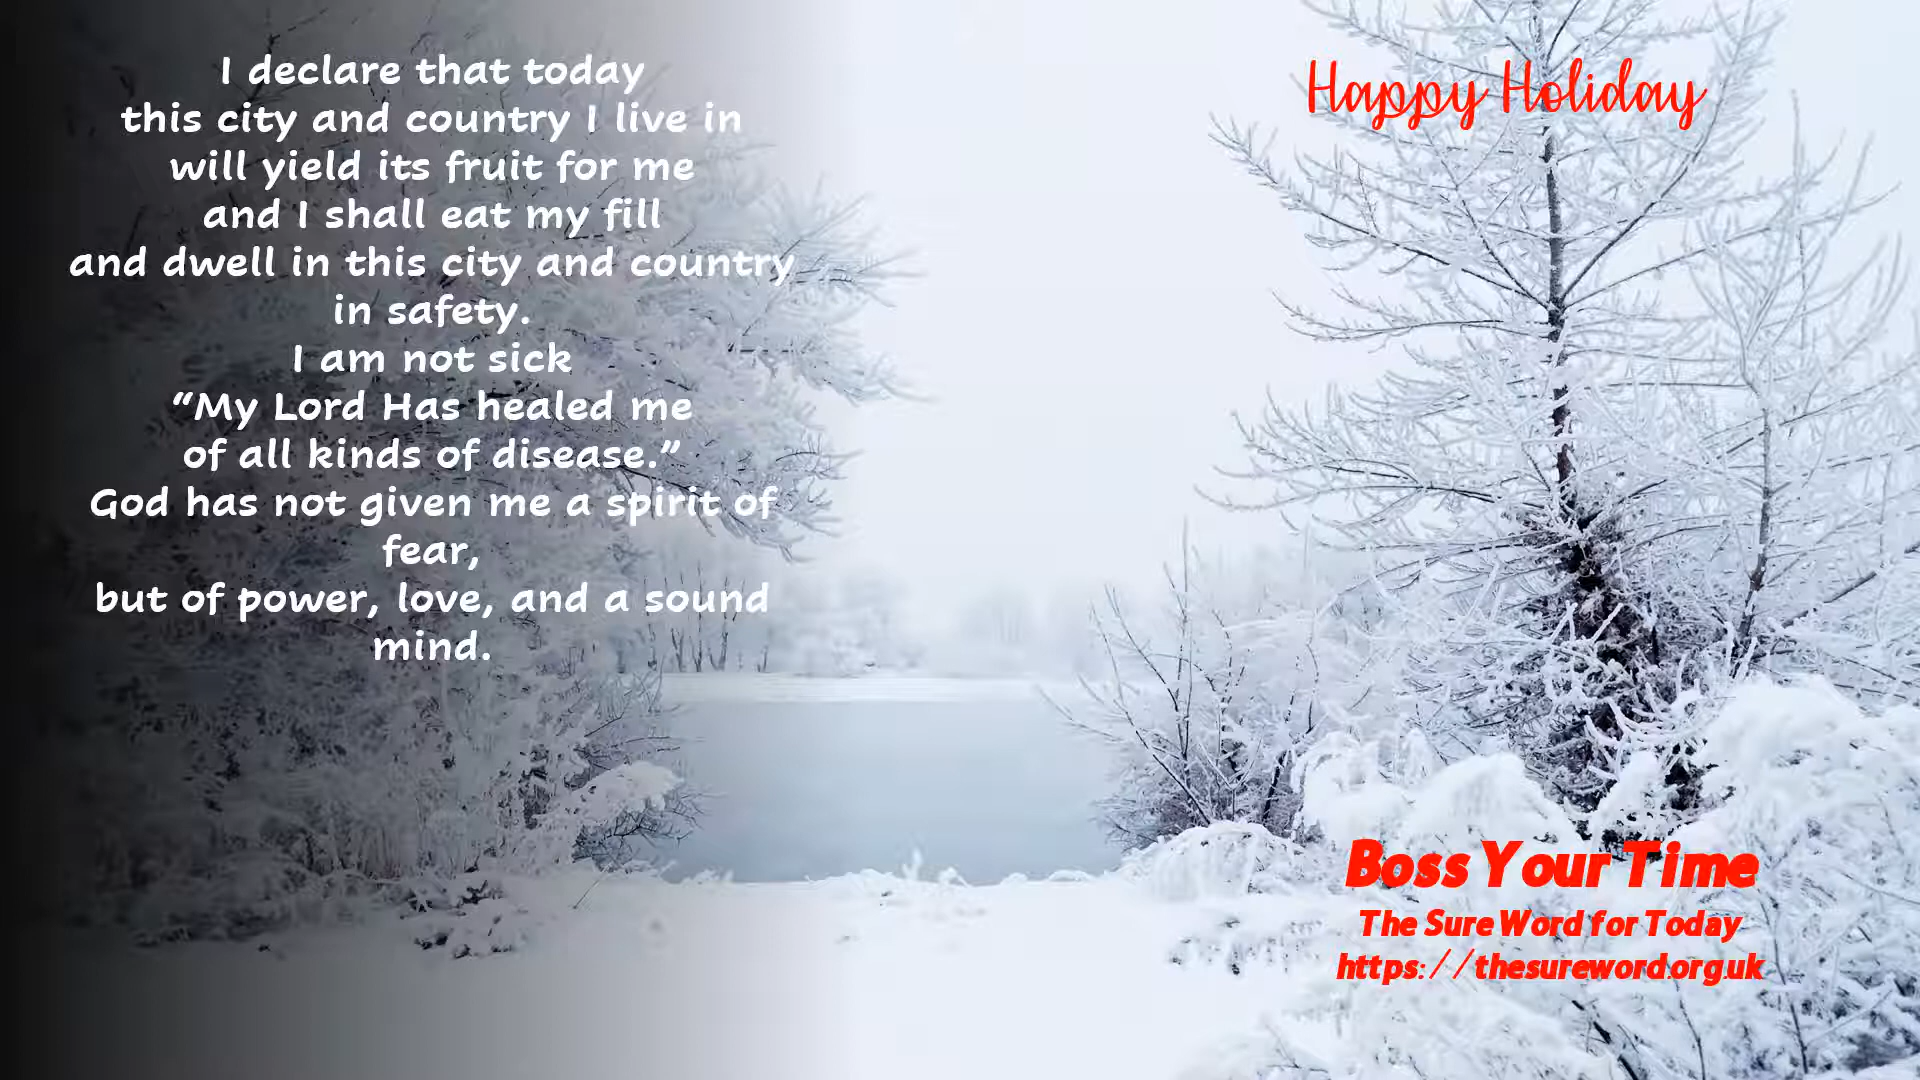 I declare that today
this city and country I live in
will yield its fruit for me
and I shall eat my fill
and dwell in this city and country
in safety.
I am not sick
“My Lord Has healed me
of all kinds of disease.”
God has not given me a spirit of
fear,
but of power, love, and a sound
mind.
Happy Holiday
Boss Your Time
The Sure Word for Today
https://thesureword.org.uk